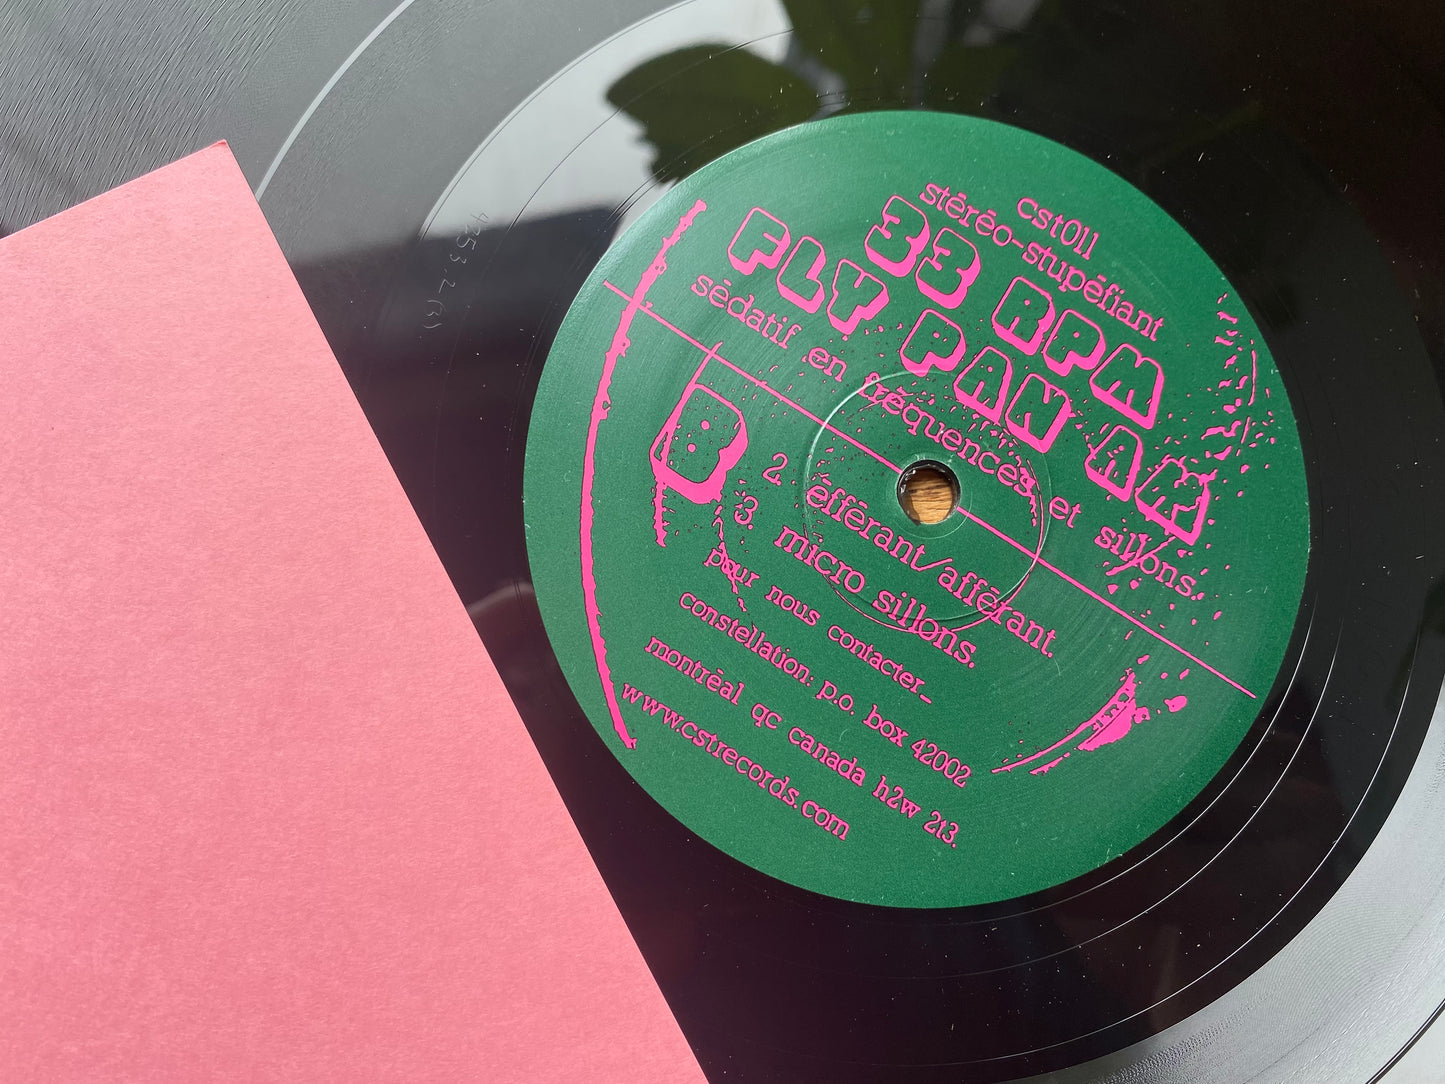 cst011
stéréo-stupéfiant
33 RPM
FLY PAN AM
sédatif en fréquences et sillons.
B
2. éfférant/afférant.
3. micro sillons.
pour nous contacter_
constellation: p.o. box 42002
montréal qc canada h2w 2t3.
www.cstrecords.com